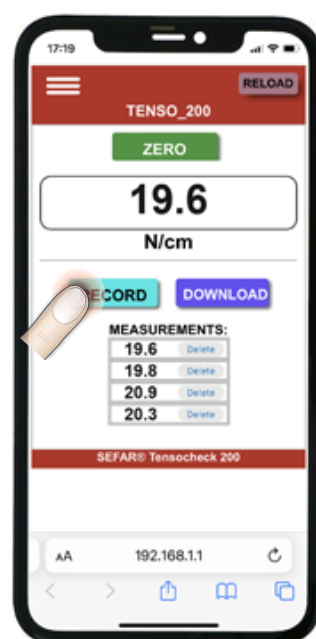 17:19
RELOAD
TENSO_200
ZERO
19.6
N/cm
RECORD DOWNLOAD
MEASUREMENTS:
19.6 Delete
19.8 Delete
20.9 Delete
20.3 Delete
SEFAR® Tensocheck 200
AA 192.168.1.1